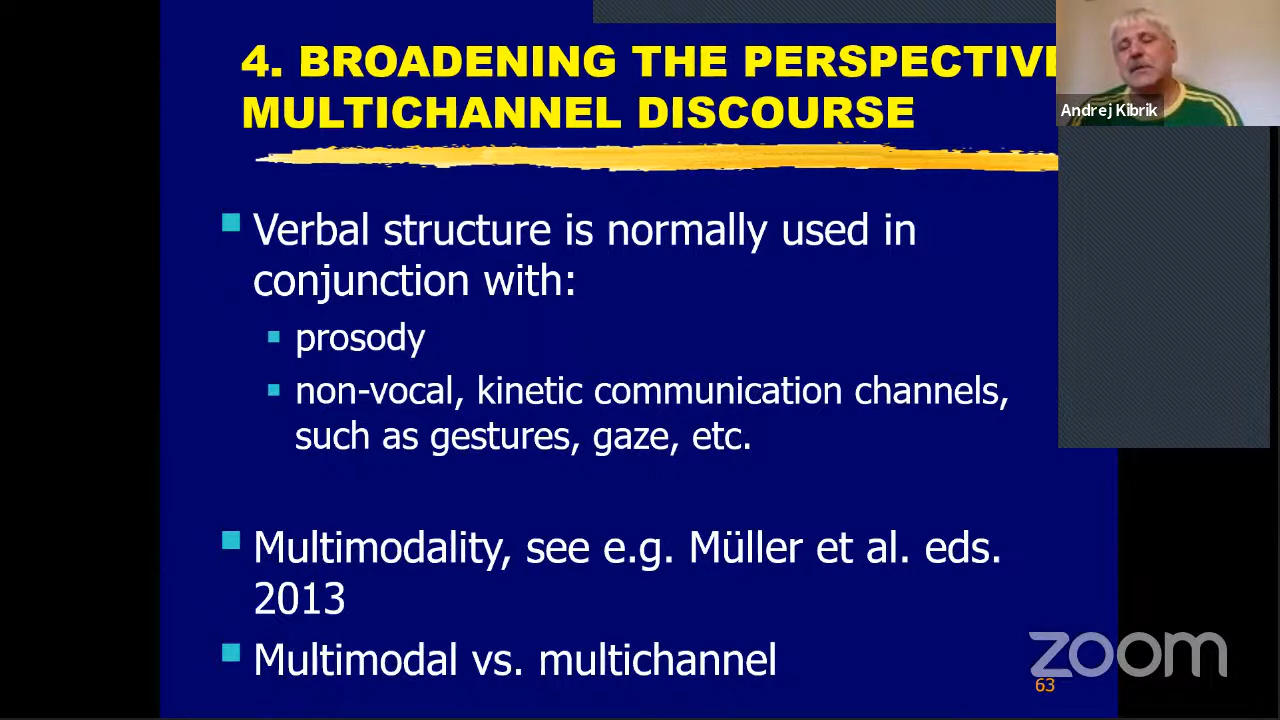 4. BROADENING THE PERSPECTIV
MULTICHANNEL DISCOURSE
Andrej Kibrik
Verbal structure is normally used in
conjunction with:
prosody
non-vocal, kinetic communication channels,
such as gestures, gaze, etc.
Multimodality, see e.g. Müller et al. eds.
2013
Multimodal vs. multichannel
zoom
63